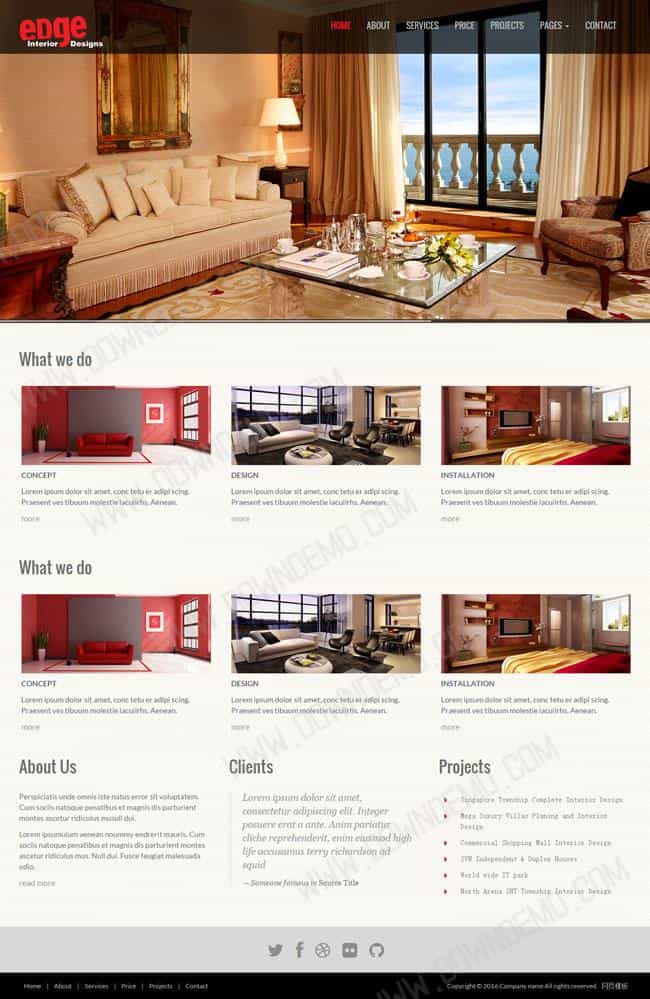 edge
Interior Designs
HOME ABOUT SERVICES PRICE PROJECTS PAGES CONTACT
What we do
CONCEPT
Lorem ipsum dolor sit amet, conc tetu er adipi scing.
Praesent ves tibuum molestie lacuiirhs. Aenean.
more
DESIGN
Lorem ipsum dolor sit amet, conc tetu er adipi scing.
Praesent ves tibuum molestie lacuiirhs. Aenean.
more
INSTALLATION
Lorem ipsum dolor sit amet, conc tetu er adipi scing.
Praesent ves tibuum molestie lacuiirhs. Aenean.
more
What we do
CONCEPT
Lorem ipsum dolor sit amet, conc tetu er adipi scing.
Praesent ves tibuum molestie lacuiirhs. Aenean.
more
DESIGN
Lorem ipsum dolor sit amet, conc tetu er adipi scing.
Praesent ves tibuum molestie lacuiirhs. Aenean.
more
INSTALLATION
Lorem ipsum dolor sit amet, conc tetu er adipi scing.
Praesent ves tibuum molestie lacuiirhs. Aenean.
more
About Us
Perspiciatis unde omnis iste natus error sit voluptatem.
Cum sociis natoque penatibus et magnis dis parturient
montes ascetur ridiculus musull dui.
Lorem ipsumulum aenean noummy endrerit mauris. Cum
sociis natoque penatibus et magnis dis parturient montes
ascetur ridiculus mus. Null dui. Fusce feugiat malesuada
odio.
read more
Clients
Lorem ipsum dolor sit amet,
consectetur adipiscing elit. Integer
posuere erat a ante. Anim pariatur
cliche reprehenderit, enim eiusmod high
life accusamus terry richardson ad
squid
— Someone famous in Source Title
Projects
Singapore Township Complete Interior Design
Mega Luxury Villas Planing and Interior
Design
Commercial Shopping Wall Interior Design
SVR Independent & Duplex Houses
World wide IT park
North Arena SNT Township Interior Design
Home | About | Services | Price | Projects | Contact
Copyright © 2016.Company name All rights reserved. 网页模板
WWW.DOWNDEMO.COM